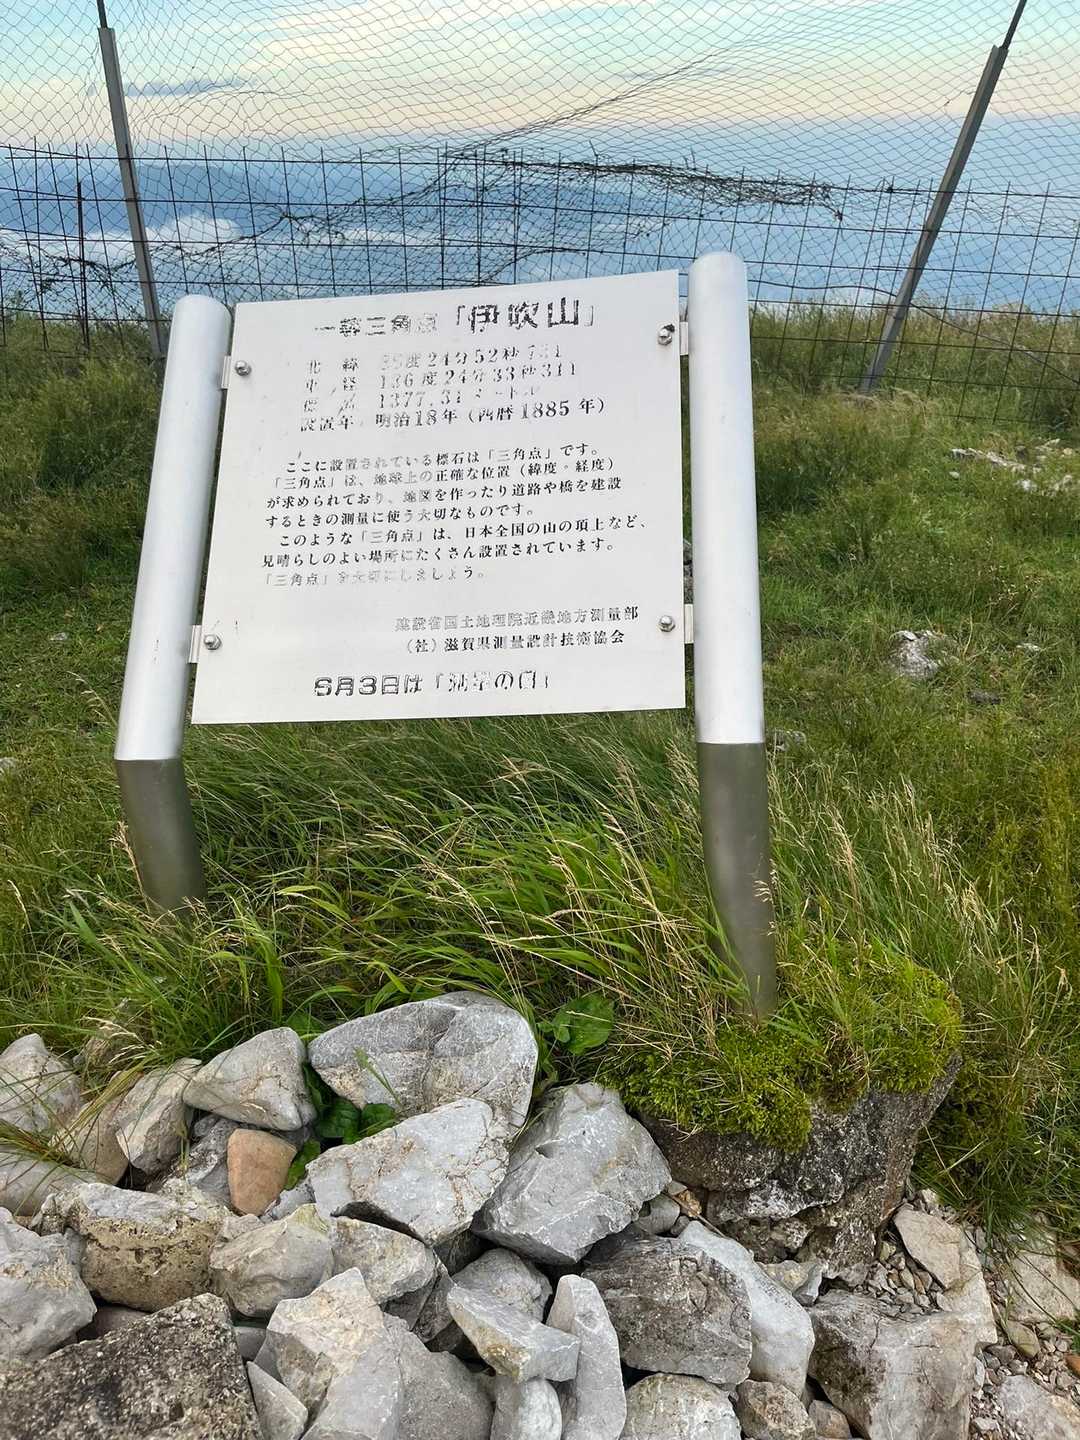 一等三角点「伊吹山」
北緯 35度24分52秒
東経 136度24分33秒311
標高 1377.31メートル
設置年 明治18年(西暦1885年)
ここに設置されている標石は「三角点」です。
「三角点」は、地球上の正確な位置(緯度・経度)
が求められており、地図を作ったり道路や橋を建設
するときの測量に使う大切なものです。
このような「三角点」は、日本全国の山の頂上など、
見晴らしのよい場所にたくさん設置されています。
「三角点」を大切にしましょう。
建設省国土地理院近畿地方測量部
(社)滋賀県測量設計技術協会
6月3日は「測量の日」